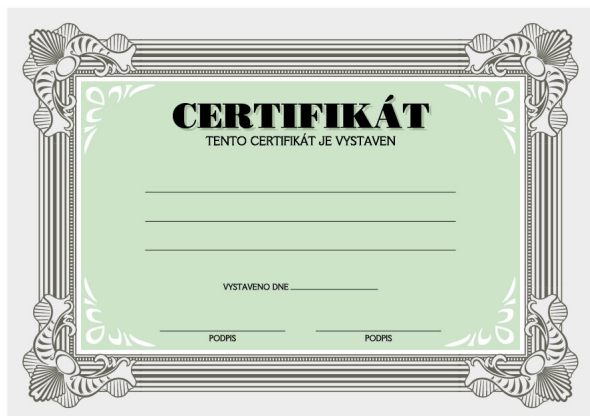 CERTIFIKÁT
TENTO CERTIFIKÁT JE VYSTAVEN
VYSTAVENO DNE
PODPIS PODPIS